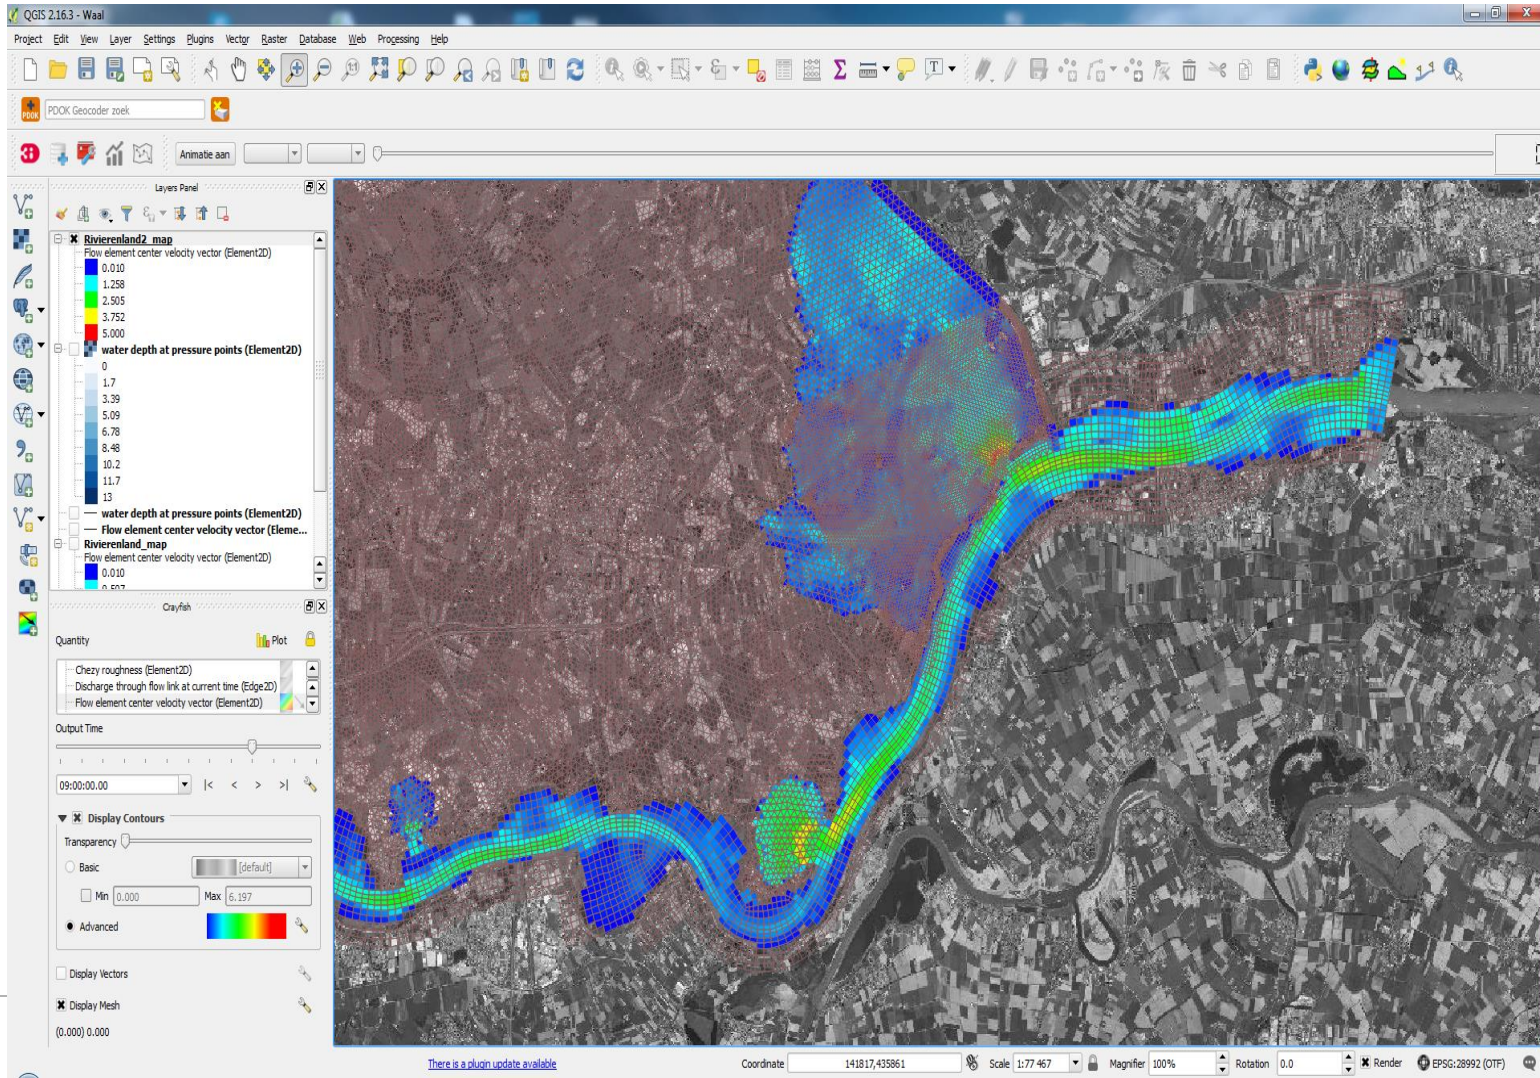 QGIS 2.16.3 - Waal
Project Edit View Layer Settings Plugins Vector Raster Database Web Processing Help
PDOK PDOK Geocoder zoek
3i Animatie aan
Layers Panel
Rivierenland2_map
Flow element center velocity vector (Element2D)
0.010
1.258
2.505
3.752
5.000
water depth at pressure points (Element2D)
0
1.7
3.39
5.09
6.78
8.48
10.2
11.7
13
water depth at pressure points (Element2D)
Flow element center velocity vector (Eleme...
Rivierenland_map
Flow element center velocity vector (Element2D)
0.010
Crayfish
Quantity Plot
Chezy roughness (Element2D)
Discharge through flow link at current time (Edge2D)
Flow element center velocity vector (Element2D)
Output Time
09:00:00.00 |< < > >|
Display Contours
Transparency
Basic [default]
Min 0.000 Max 6.197
Advanced
Display Vectors
Display Mesh
(0.000) 0.000
There is a plugin update available Coordinate 141817,435861 Scale 1:77 467 Magnifier 100% Rotation 0.0 Render EPSG:28992 (OTF)